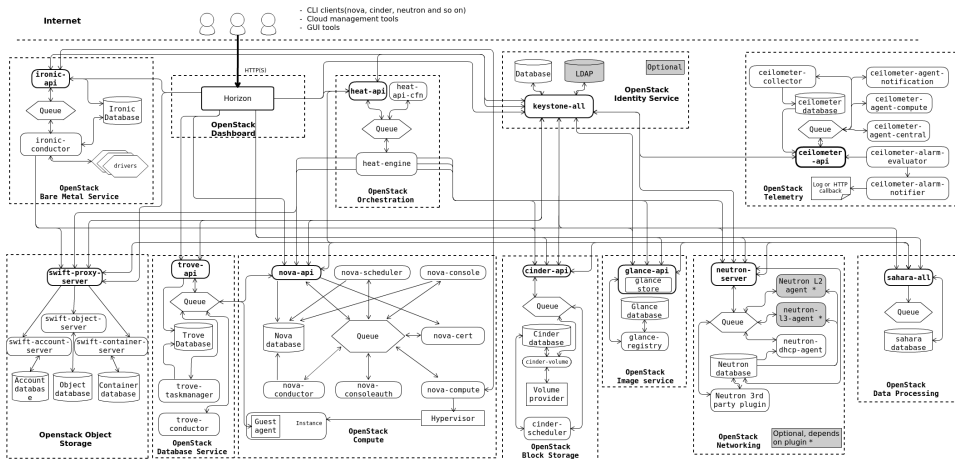 Internet
- CLI clients(nova, cinder, neutron and so on)
- Cloud management tools
- GUI tools
HTTP(S)
ironic-
api
Queue
Ironic
Database
ironic-
conductor
drivers
OpenStack
Bare Metal Service
Horizon
OpenStack
Dashboard
heat-api
heat-
api-cfn
Queue
heat-engine
OpenStack
Orchestration
Database
LDAP
Optional
keystone-all
OpenStack
Identity Service
ceilometer-
collector
ceilometer
database
Queue
ceilometer
-api
Log or HTTP
callback
ceilometer-agent-
notification
ceilometer-
agent-compute
ceilometer-
agent-central
ceilometer-alarm-
evaluator
ceilometer-alarm-
notifier
OpenStack
Telemetry
swift-proxy-
server
swift-object-
server
swift-account-
server
swift-container-
server
Account
databas
e
Object
database
Container
database
Openstack Object
Storage
trove-
api
Queue
Trove
Database
trove-
taskmanager
trove-
conductor
OpenStack
Database Service
nova-api
nova-scheduler
nova-console
Nova
database
Queue
nova-cert
nova-
conductor
nova-
consoleauth
nova-compute
Guest
agent
Instance
Hypervisor
OpenStack
Compute
cinder-api
Queue
Cinder
database
cinder-volume
Volume
provider
cinder-
scheduler
OpenStack
Block Storage
glance-api
glance
store
Glance
database
glance-
registry
OpenStack
Image service
neutron-
server
Queue
Neutron L2
agent *
neutron-
l3-agent *
neutron-
dhcp-agent
Neutron
database
Neutron 3rd
party plugin
OpenStack
Networking
Optional, depends
on plugin *
sahara-all
Queue
sahara
database
OpenStack
Data Processing